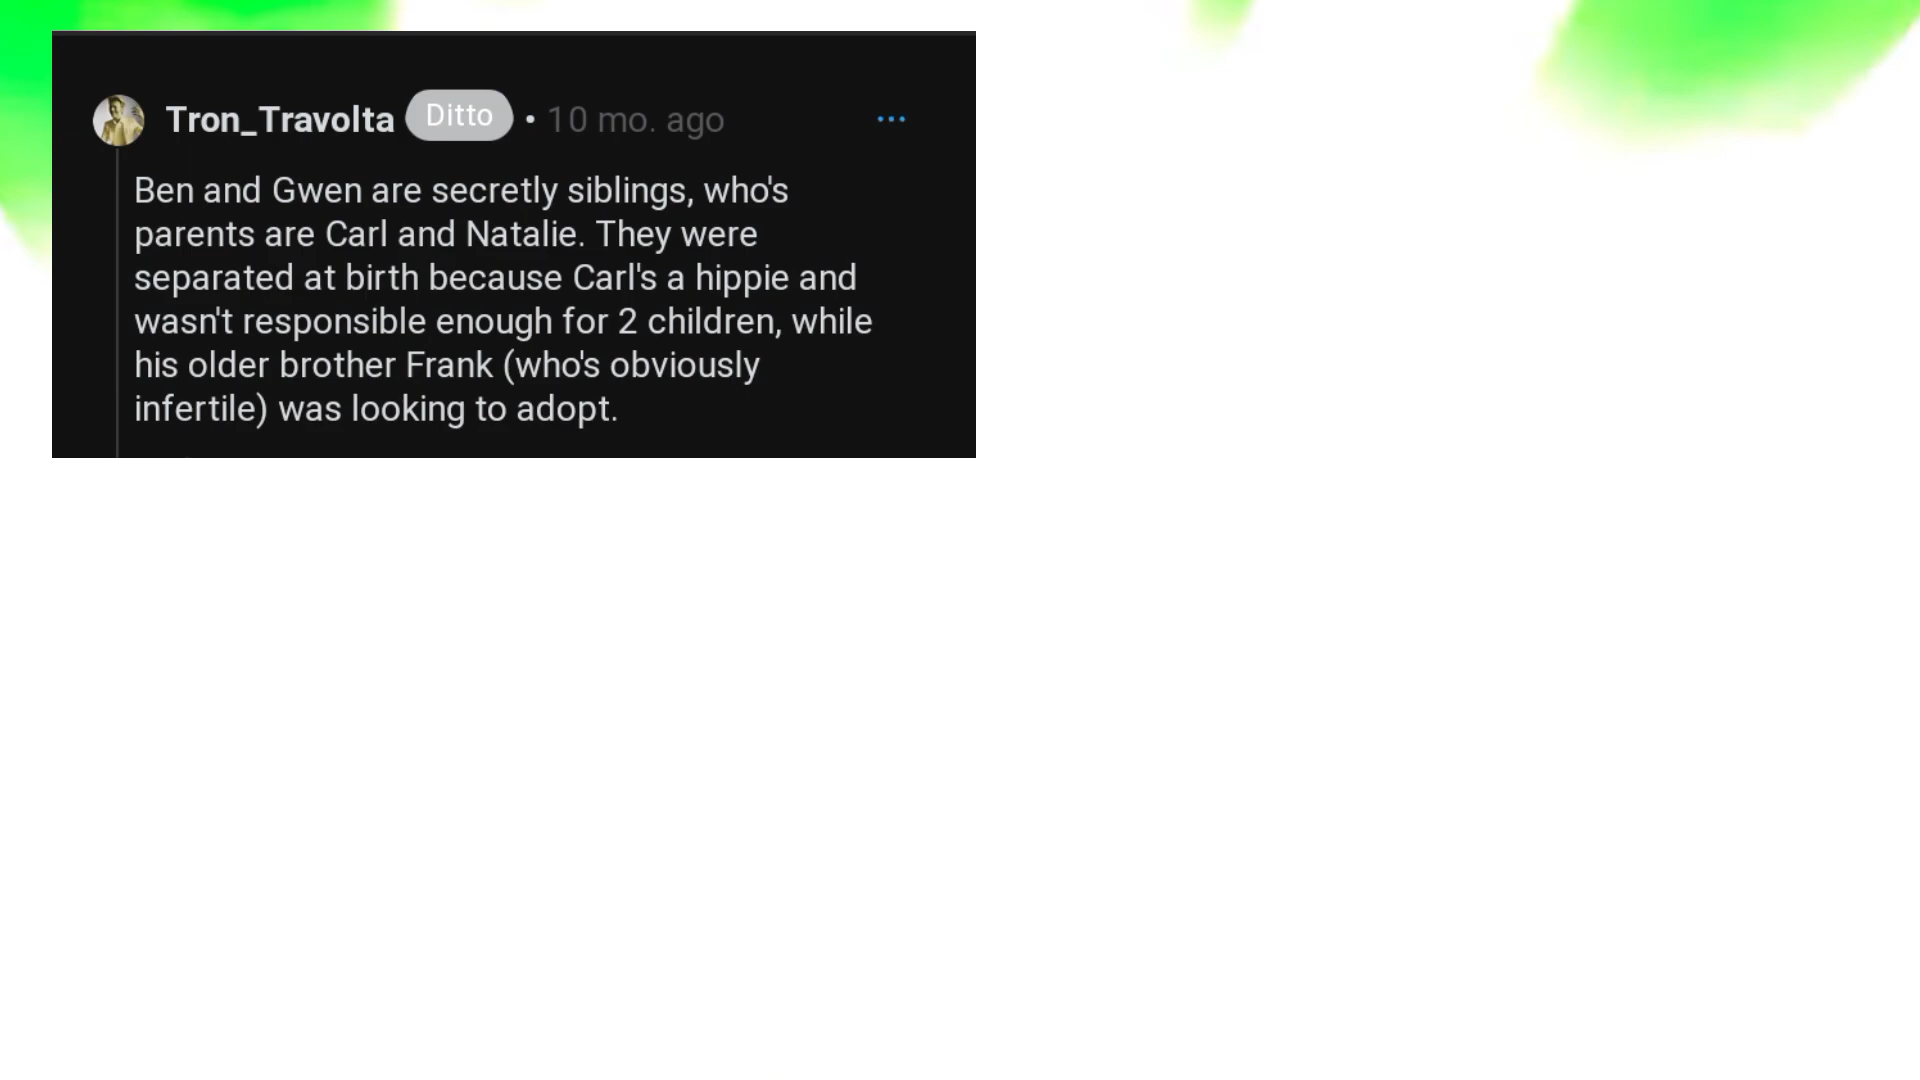 Tron_Travolta Ditto • 10 mo. ago ...
Ben and Gwen are secretly siblings, who's
parents are Carl and Natalie. They were
separated at birth because Carl's a hippie and
wasn't responsible enough for 2 children, while
his older brother Frank (who's obviously
infertile) was looking to adopt.